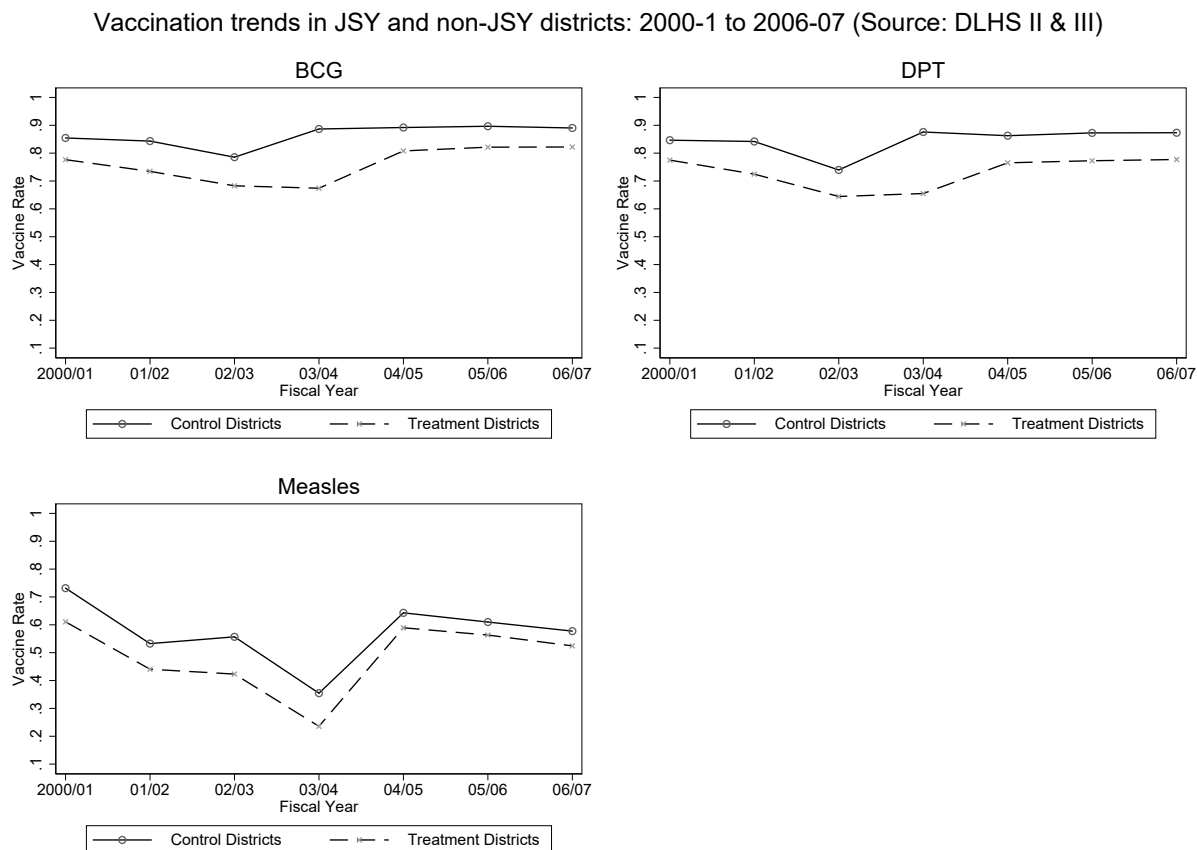 Vaccination trends in JSY and non-JSY districts: 2000-1 to 2006-07 (Source: DLHS II & III)
BCG
Vaccine Rate
1
.9
.8
.7
.6
.5
.4
.3
.2
.1
2000/01 01/02 02/03 03/04 04/05 05/06 06/07
Fiscal Year
Control Districts Treatment Districts
DPT
Vaccine Rate
1
.9
.8
.7
.6
.5
.4
.3
.2
.1
2000/01 01/02 02/03 03/04 04/05 05/06 06/07
Fiscal Year
Control Districts Treatment Districts
Measles
Vaccine Rate
1
.9
.8
.7
.6
.5
.4
.3
.2
.1
2000/01 01/02 02/03 03/04 04/05 05/06 06/07
Fiscal Year
Control Districts Treatment Districts